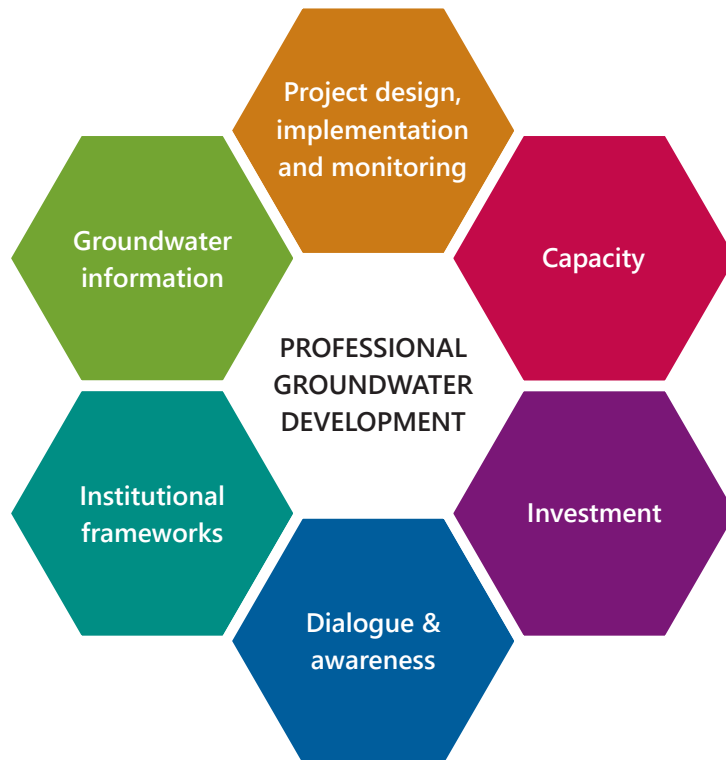 Project design,
implementation
and monitoring
Groundwater
information
Capacity
PROFESSIONAL
GROUNDWATER
DEVELOPMENT
Institutional
frameworks
Investment
Dialogue &
awareness